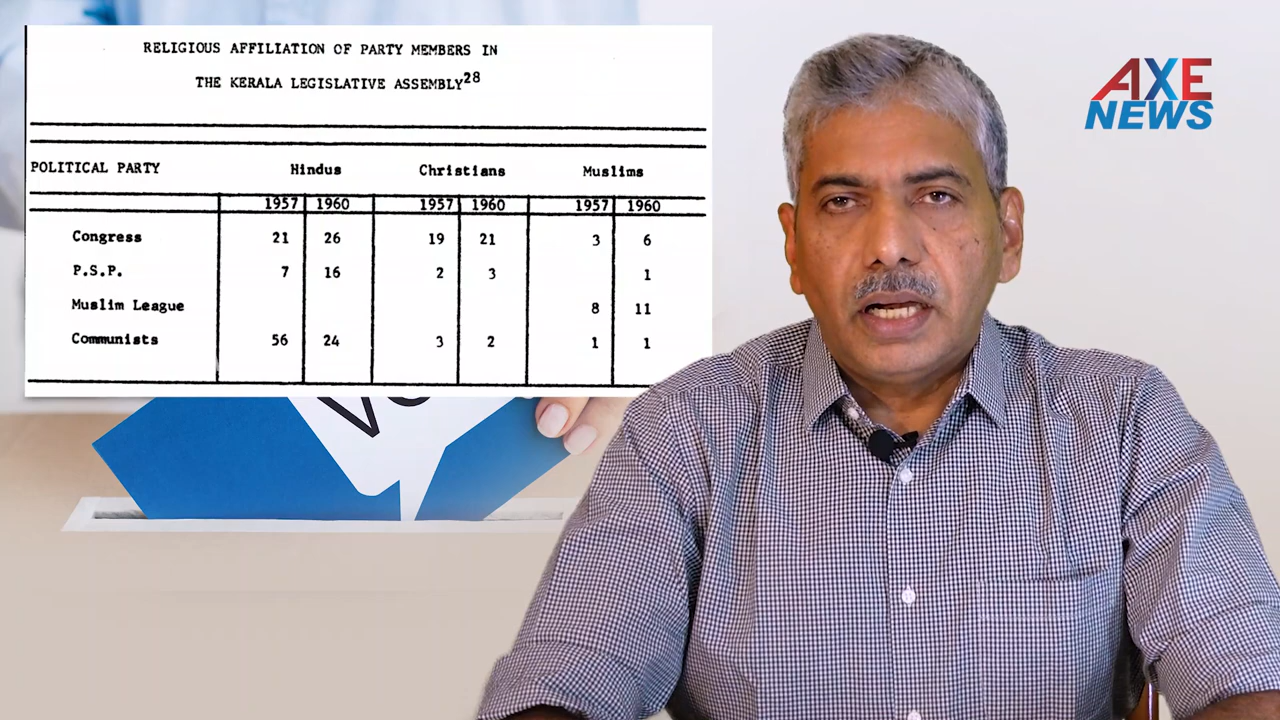 RELIGIOUS AFFILIATION OF PARTY MEMBERS IN
THE KERALA LEGISLATIVE ASSEMBLY28
POLITICAL PARTY Hindus Christians Muslims
1957 1960 1957 1960 1957 1960
Congress 21 26 19 21 3 6
P.S.P. 7 16 2 3 1
Muslim League 8 11
Communists 56 24 3 2 1 1
AXE
NEWS